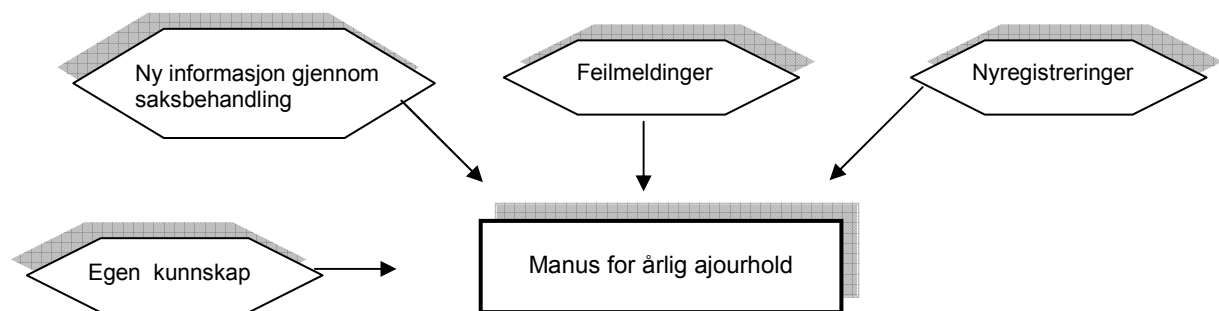 Ny informasjon gjennom
saksbehandling
Feilmeldinger
Nyregistreringer
Egen kunnskap
Manus for årlig ajourhold